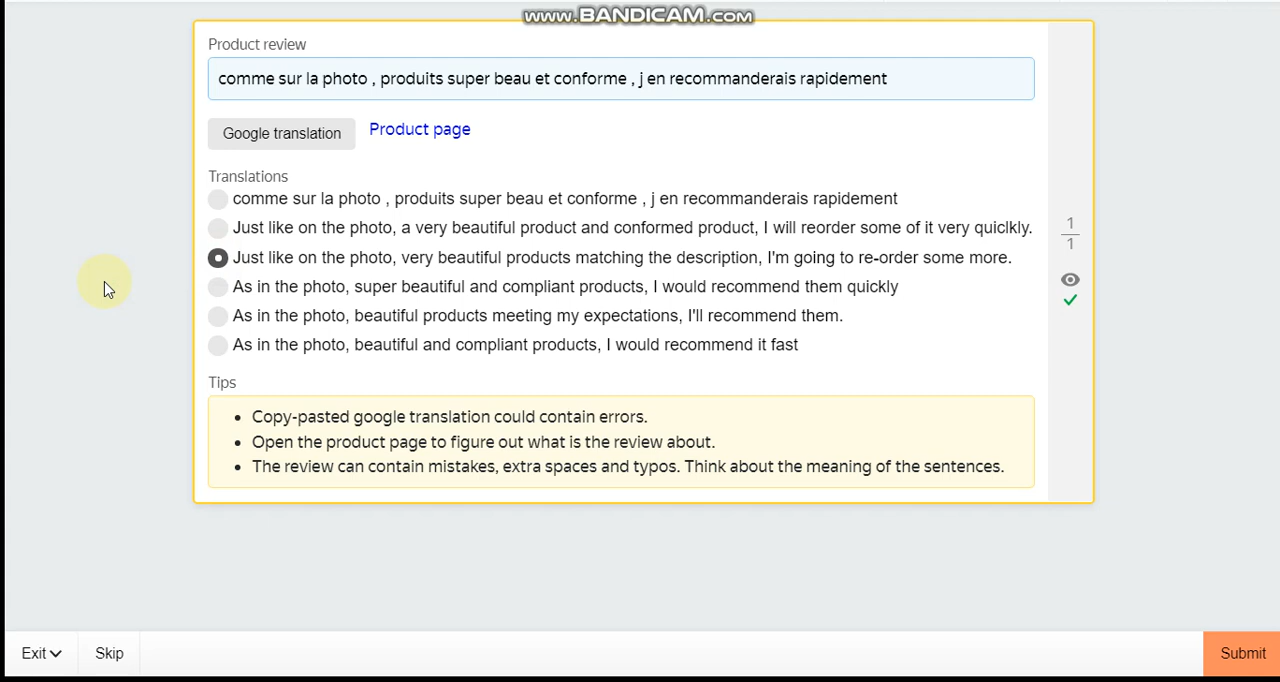 www.BANDICAM.com
Product review
comme sur la photo , produits super beau et conforme , j en recommanderais rapidement
Google translation Product page
Translations
comme sur la photo , produits super beau et conforme , j en recommanderais rapidement
Just like on the photo, a very beautiful product and conformed product, I will reorder some of it very quiclkly.
Just like on the photo, very beautiful products matching the description, I'm going to re-order some more.
As in the photo, super beautiful and compliant products, I would recommend them quickly
As in the photo, beautiful products meeting my expectations, I'll recommend them.
As in the photo, beautiful and compliant products, I would recommend it fast
1
1
Tips
• Copy-pasted google translation could contain errors.
• Open the product page to figure out what is the review about.
• The review can contain mistakes, extra spaces and typos. Think about the meaning of the sentences.
Exit Skip Submit